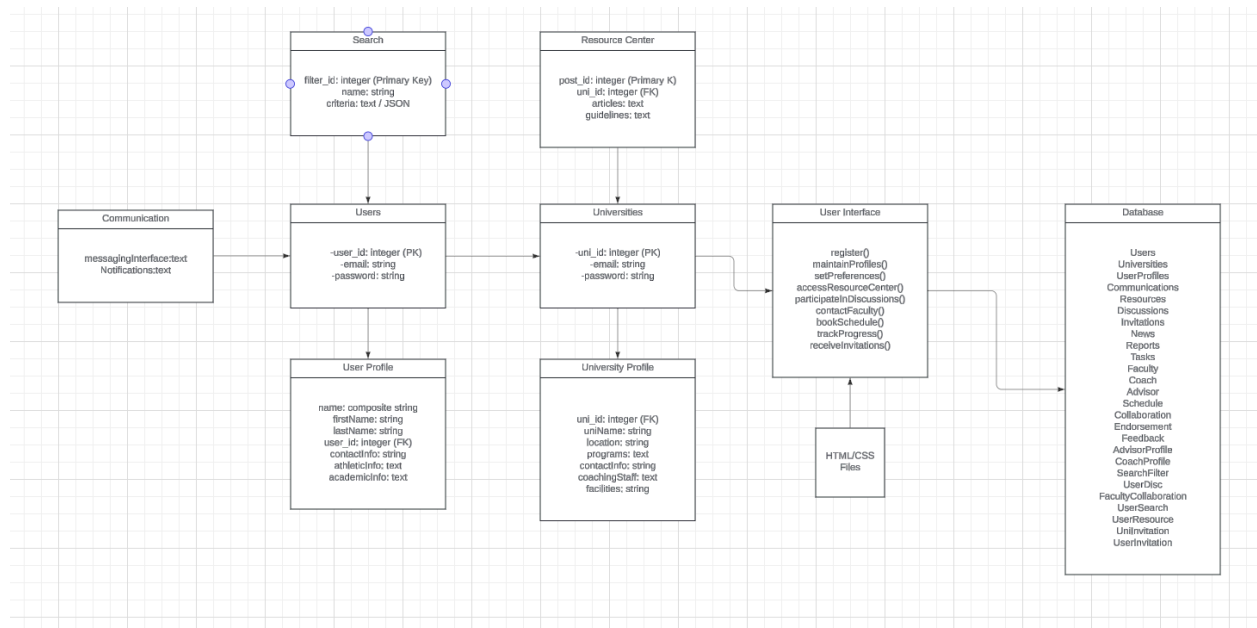 Search
filter_id: integer (Primary Key)
name: string
criteria: text / JSON
Resource Center
post_id: integer (Primary K)
uni_id: integer (FK)
articles: text
guidelines: text
Communication
messagingInterface:text
Notifications:text
Users
-user_id: integer (PK)
-email: string
-password: string
Universities
-uni_id: integer (PK)
-email: string
-password: string
User Interface
register()
maintainProfiles()
setPreferences()
accessResourceCenter()
participateInDiscussions()
contactFaculty()
bookSchedule()
trackProgress()
receiveInvitations()
Database
Users
Universities
UserProfiles
Communications
Resources
Discussions
Invitations
News
Reports
Tasks
Faculty
Coach
Advisor
Schedule
Collaboration
Endorsement
Feedback
AdvisorProfile
CoachProfile
SearchFilter
UserDisc
FacultyCollaboration
UserSearch
UserResource
UniInvitation
UserInvitation
User Profile
name: composite string
firstName: string
lastName: string
user_id: integer (FK)
contactInfo: string
athleticInfo: text
academicInfo: text
University Profile
uni_id: integer (FK)
uniName: string
location: string
programs: text
contactInfo: string
coachingStaff: text
facilities: string
HTML/CSS
Files